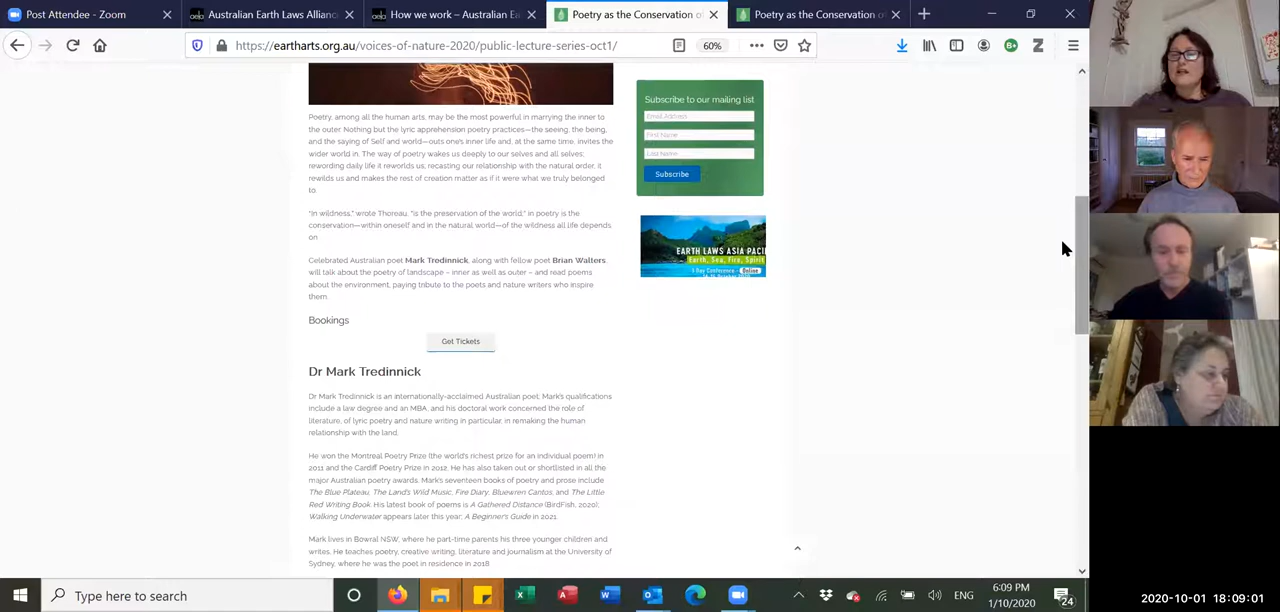 Post Attendee - Zoom
Australian Earth Laws Allianc
How we work – Australian E
Poetry as the Conservation o
Poetry as the Conservation of
https://eartharts.org.au/voices-of-nature-2020/public-lecture-series-oct1/
60%
Poetry, among all the human arts, may be the most powerful in marrying the inner to
the outer. Nothing but the lyric apprehension poetry practices—the seeing, the being,
and the saying of Self and world—outs one's inner life and, at the same time, invites the
wider world in. The way of poetry wakes us deeply to our selves and all selves;
rewording daily life it reworlds us, recasting our relationship with the natural order, it
rewilds us and makes the rest of creation matter as if it were what we truly belonged
to.
"In wildness," wrote Thoreau, "is the preservation of the world," in poetry is the
conservation—within oneself and in the natural world—of the wildness all life depends
on
Celebrated Australian poet Mark Tredinnick, along with fellow poet Brian Walters
will talk about the poetry of landscape – inner as well as outer – and read poems
about the environment, paying tribute to the poets and nature writers who inspire
them.
Bookings
Get Tickets
Dr Mark Tredinnick
Dr Mark Tredinnick is an internationally-acclaimed Australian poet; Mark's qualifications
include a law degree and an MBA, and his doctoral work concerned the role of
literature, of lyric poetry and nature writing in particular, in remaking the human
relationship with the land.
He won the Montreal Poetry Prize (the world's richest prize for an individual poem) in
2011 and the Cardiff Poetry Prize in 2012. He has also taken out or shortlisted in all the
major Australian poetry awards. Mark's seventeen books of poetry and prose include
The Blue Plateau, The Land's Wild Music, Fire Diary, Bluewren Cantos, and The Little
Red Writing Book. His latest book of poems is A Gathered Distance (BirdFish, 2020);
Walking Underwater appears later this year; A Beginner's Guide in 2021.
Mark lives in Bowral NSW, where he part-time parents his three younger children and
writes. He teaches poetry, creative writing, literature and journalism at the University of
Sydney, where he was the poet in residence in 2018
Subscribe to our mailing list
Email Address
First Name
Last Name
Subscribe
EARTH LAWS ASIA PACI
Earth, Sea, Fire, Spirit
Online
Type here to search
ENG
6:09 PM
1/10/2020
24
2020-10-01 18:09:01